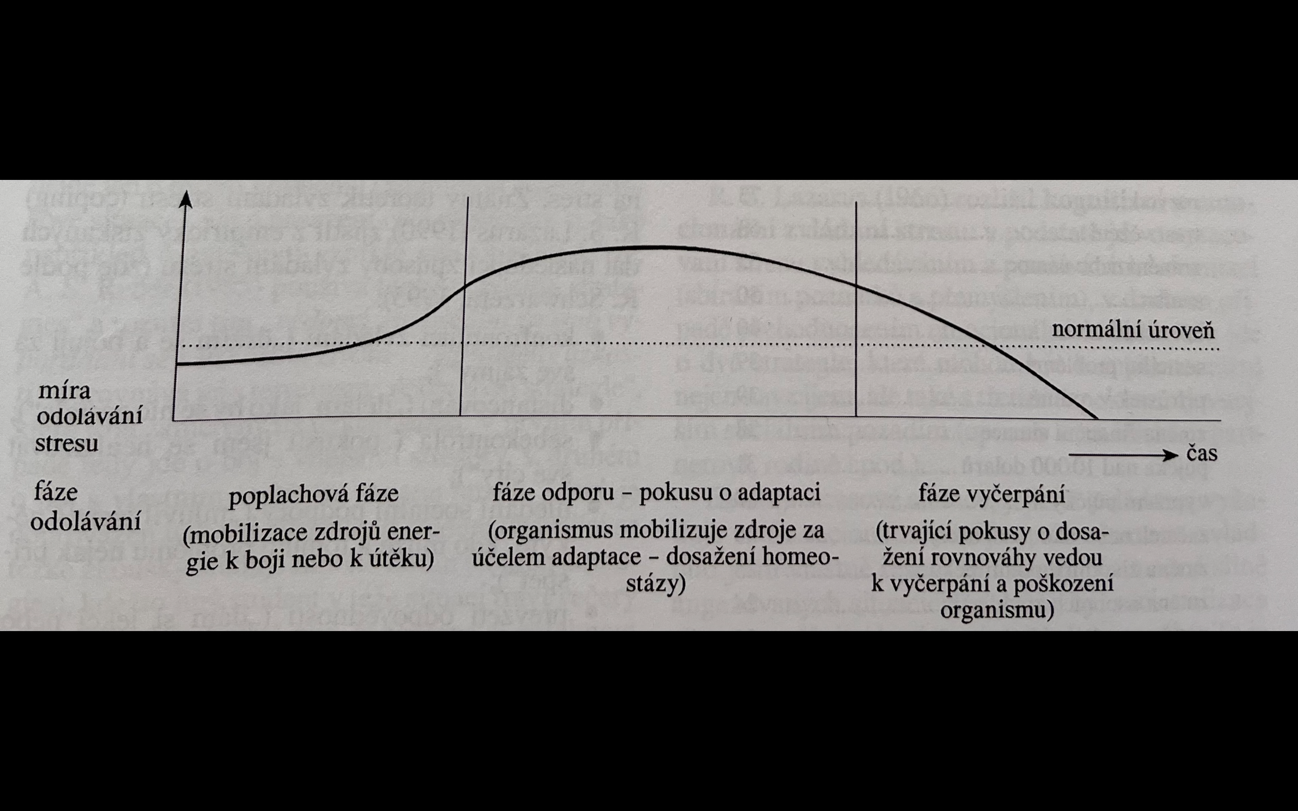 normální úroveň
míra
odolávání
stresu
čas
fáze
odolávání
poplachová fáze
(mobilizace zdrojů ener-
gie k boji nebo k útěku)
fáze odporu – pokusu o adaptaci
(organismus mobilizuje zdroje za
účelem adaptace – dosažení homeo-
stázy)
fáze vyčerpání
(trvající pokusy o dosa-
žení rovnováhy vedou
k vyčerpání a poškození
organismu)